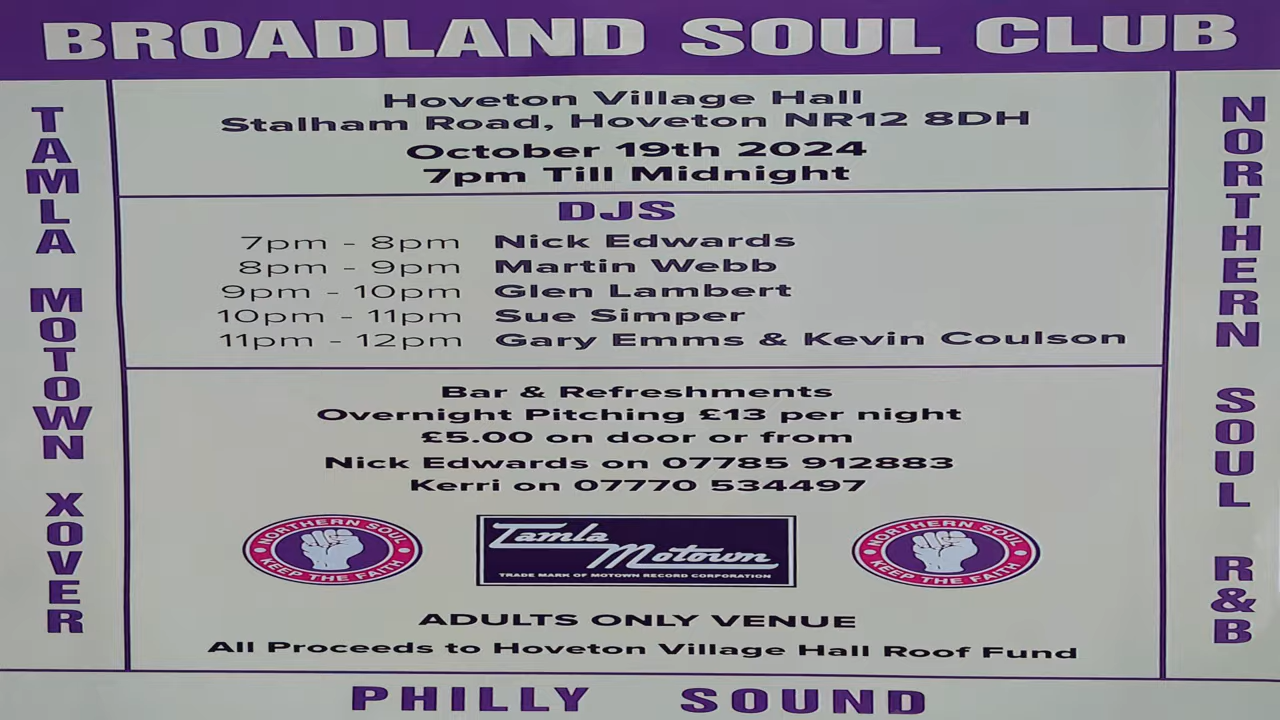 BROADLAND SOUL CLUB
TAMLA MOTOWN XOVER
Hoveton Village Hall
Stalham Road, Hoveton NR12 8DH
October 19th 2024
7pm Till Midnight
DJS
7pm - 8pm Nick Edwards
8pm - 9pm Martin Webb
9pm - 10pm Glen Lambert
10pm - 11pm Sue Simper
11pm - 12pm Gary Emms & Kevin Coulson
Bar & Refreshments
Overnight Pitching £13 per night
£5.00 on door or from
Nick Edwards on 07785 912883
Kerri on 07770 534497
NORTHERN SOUL
KEEP THE FAITH
Tamla
Motown
TRADE MARK OF MOTOWN RECORD CORPORATION
NORTHERN SOUL
KEEP THE FAITH
ADULTS ONLY VENUE
All Proceeds to Hoveton Village Hall Roof Fund
NORTHERN SOUL R&B
PHILLY SOUND